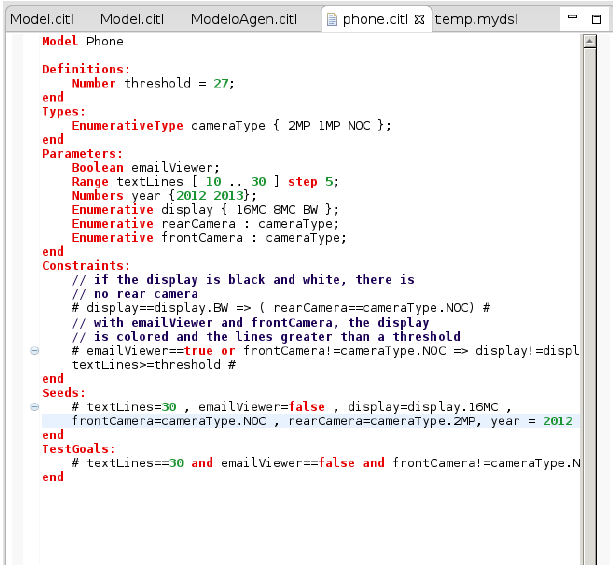 Model.citl Model.citl ModeloAgen.citl phone.citl temp.mydsl
Model Phone
Definitions:
Number threshold = 27;
end
Types:
EnumerativeType cameraType { 2MP 1MP NOC };
end
Parameters:
Boolean emailViewer;
Range textLines [ 10 .. 30 ] step 5;
Numbers year {2012 2013};
Enumerative display { 16MC 8MC BW };
Enumerative rearCamera : cameraType;
Enumerative frontCamera : cameraType;
end
Constraints:
// if the display is black and white, there is
// no rear camera
# display==display.BW => ( rearCamera==cameraType.NOC) #
// with emailViewer and frontCamera, the display
// is colored and the lines greater than a threshold
# emailViewer==true or frontCamera!=cameraType.NOC => display!=displ
textLines>=threshold #
end
Seeds:
# textLines=30 , emailViewer=false , display=display.16MC ,
frontCamera=cameraType.NOC , rearCamera=cameraType.2MP, year = 2012
end
TestGoals:
# textLines==30 and emailViewer==false and frontCamera!=cameraType.N
end